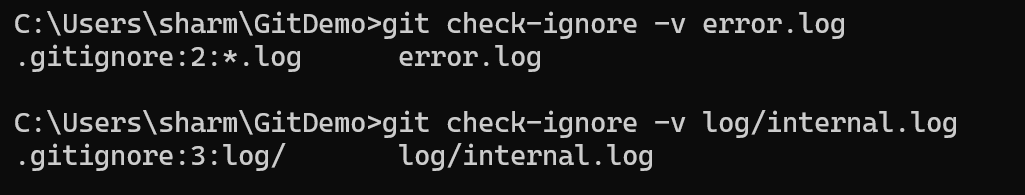 C:\Users\sharm\GitDemo>git check-ignore -v error.log
.gitignore:2:*.log      error.log
C:\Users\sharm\GitDemo>git check-ignore -v log/internal.log
.gitignore:3:log/       log/internal.log